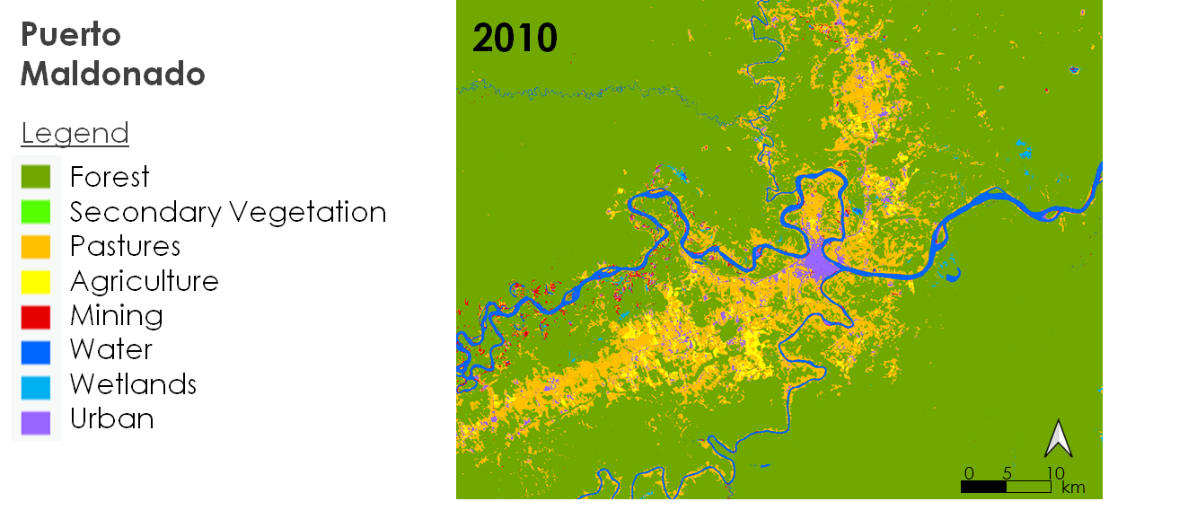 Puerto
Maldonado
Legend
Forest
Secondary Vegetation
Pastures
Agriculture
Mining
Water
Wetlands
Urban
2010
0 5 10
km